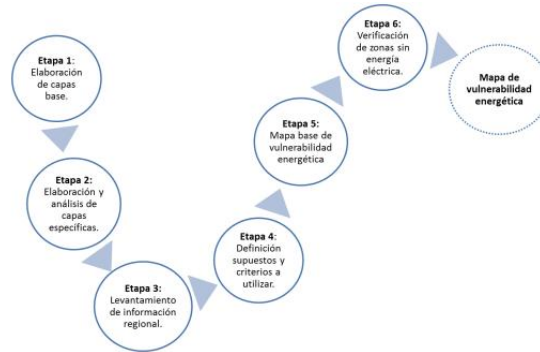 Etapa 1:
Elaboración
de capas
base.
Etapa 2:
Elaboración y
análisis de
capas
específicas.
Etapa 3:
Levantamiento
de información
regional.
Etapa 4:
Definición
supuestos y
criterios a
utilizar.
Etapa 5:
Mapa base de
vulnerabilidad
energética
Etapa 6:
Verificación
de zonas sin
energía
eléctrica.
Mapa de
vulnerabilidad
energética